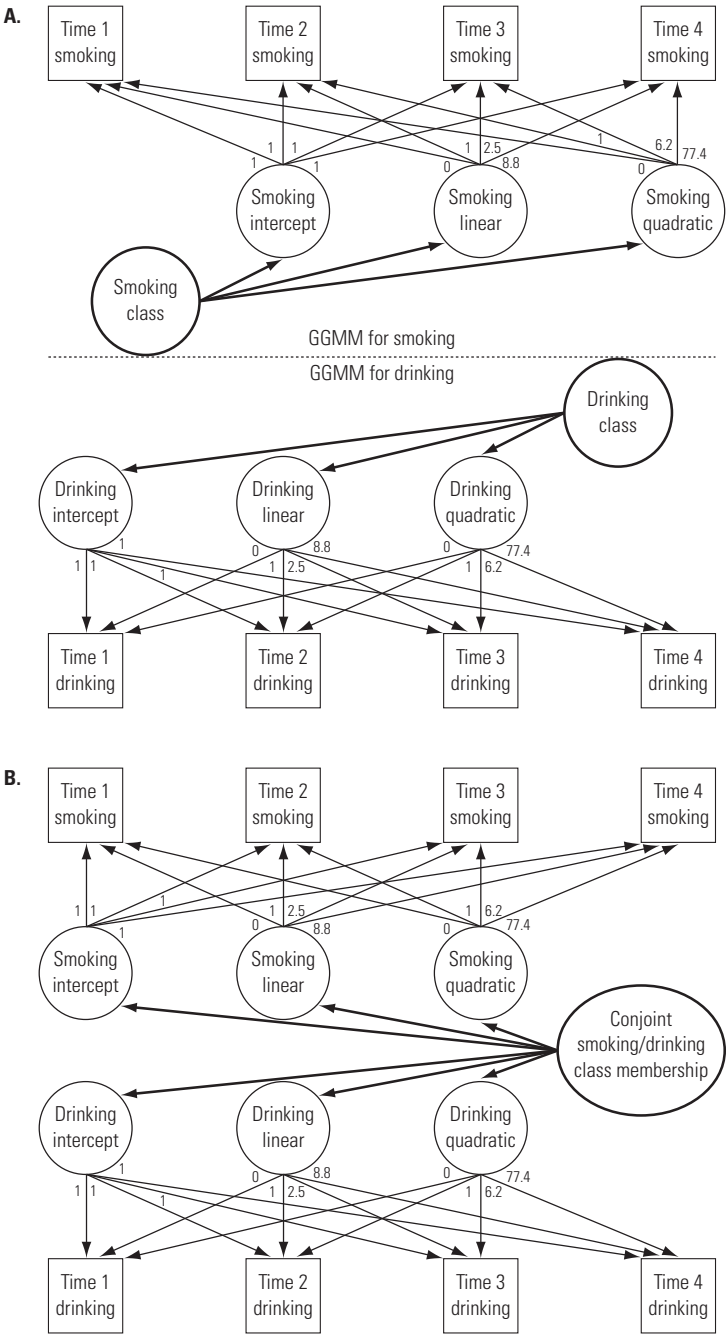 A.
Time 1 Time 2 Time 3 Time 4
smoking smoking smoking smoking
1 1 1 2.5 1 6.2
1 1 0 8.8 0 77.4
Smoking Smoking Smoking
intercept linear quadratic
Smoking
class
GGMM for smoking
GGMM for drinking
Drinking
class
Drinking Drinking Drinking
intercept linear quadratic
1 0 8.8 0 77.4
1 1 1 1 2.5 1 6.2
Time 1 Time 2 Time 3 Time 4
drinking drinking drinking drinking
B.
Time 1 Time 2 Time 3 Time 4
smoking smoking smoking smoking
1 1 1 1 2.5 1 6.2
1 0 8.8 0 77.4
Smoking Smoking Smoking
intercept linear quadratic
Conjoint
smoking/drinking
class membership
Drinking Drinking Drinking
intercept linear quadratic
1 0 8.8 0 77.4
1 1 1 1 2.5 1 6.2
Time 1 Time 2 Time 3 Time 4
drinking drinking drinking drinking